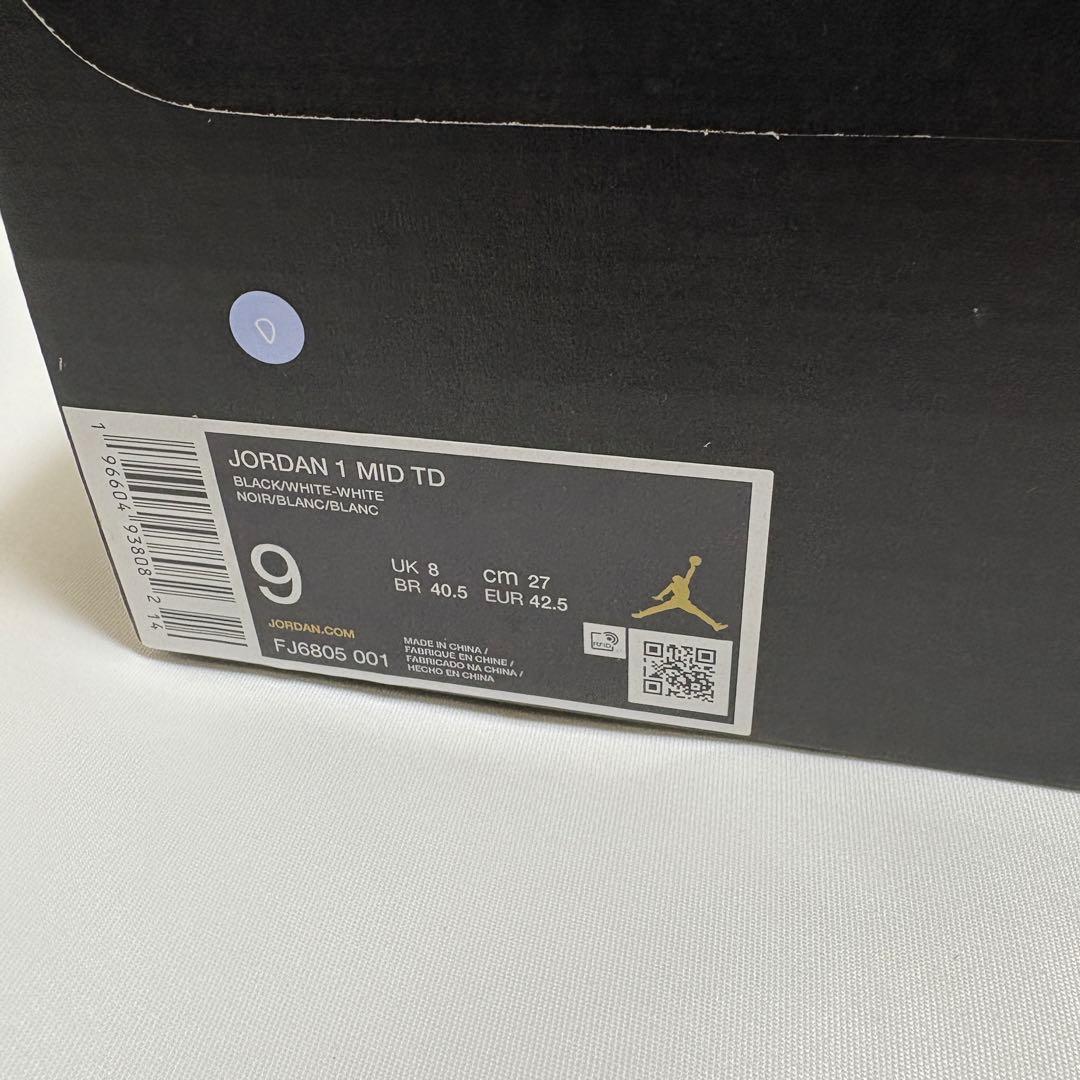 D
JORDAN 1 MID TD
BLACK/WHITE-WHITE
NOIR/BLANC/BLANC
9
UK 8
cm 27
BR 40.5
EUR 42.5
JORDAN.COM
FJ6805 001
MADE IN CHINA /
FABRIQUE EN CHINE /
FABRICADO NA CHINA /
HECHO EN CHINA
RFID
1 96604 93808 2 14